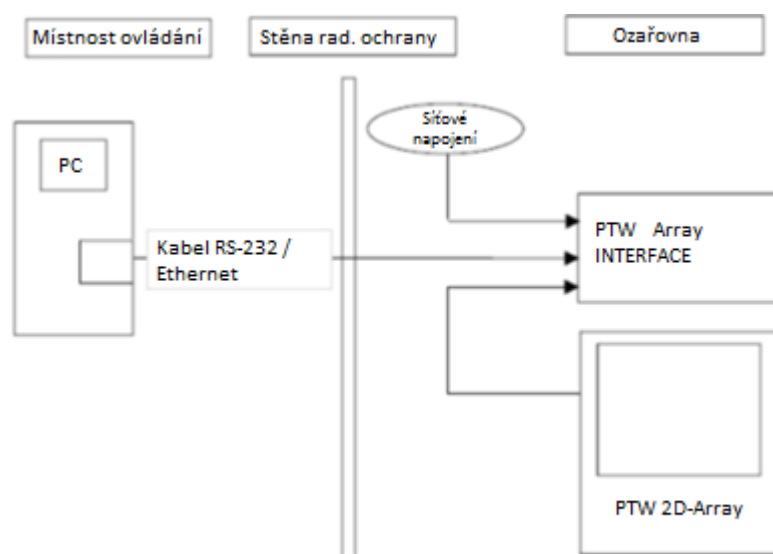 Místnost ovládání
Stěna rad. ochrany
Ozařovna
Síťové
napojení
PC
PTW Array
INTERFACE
Kabel RS-232 /
Ethernet
PTW 2D-Array